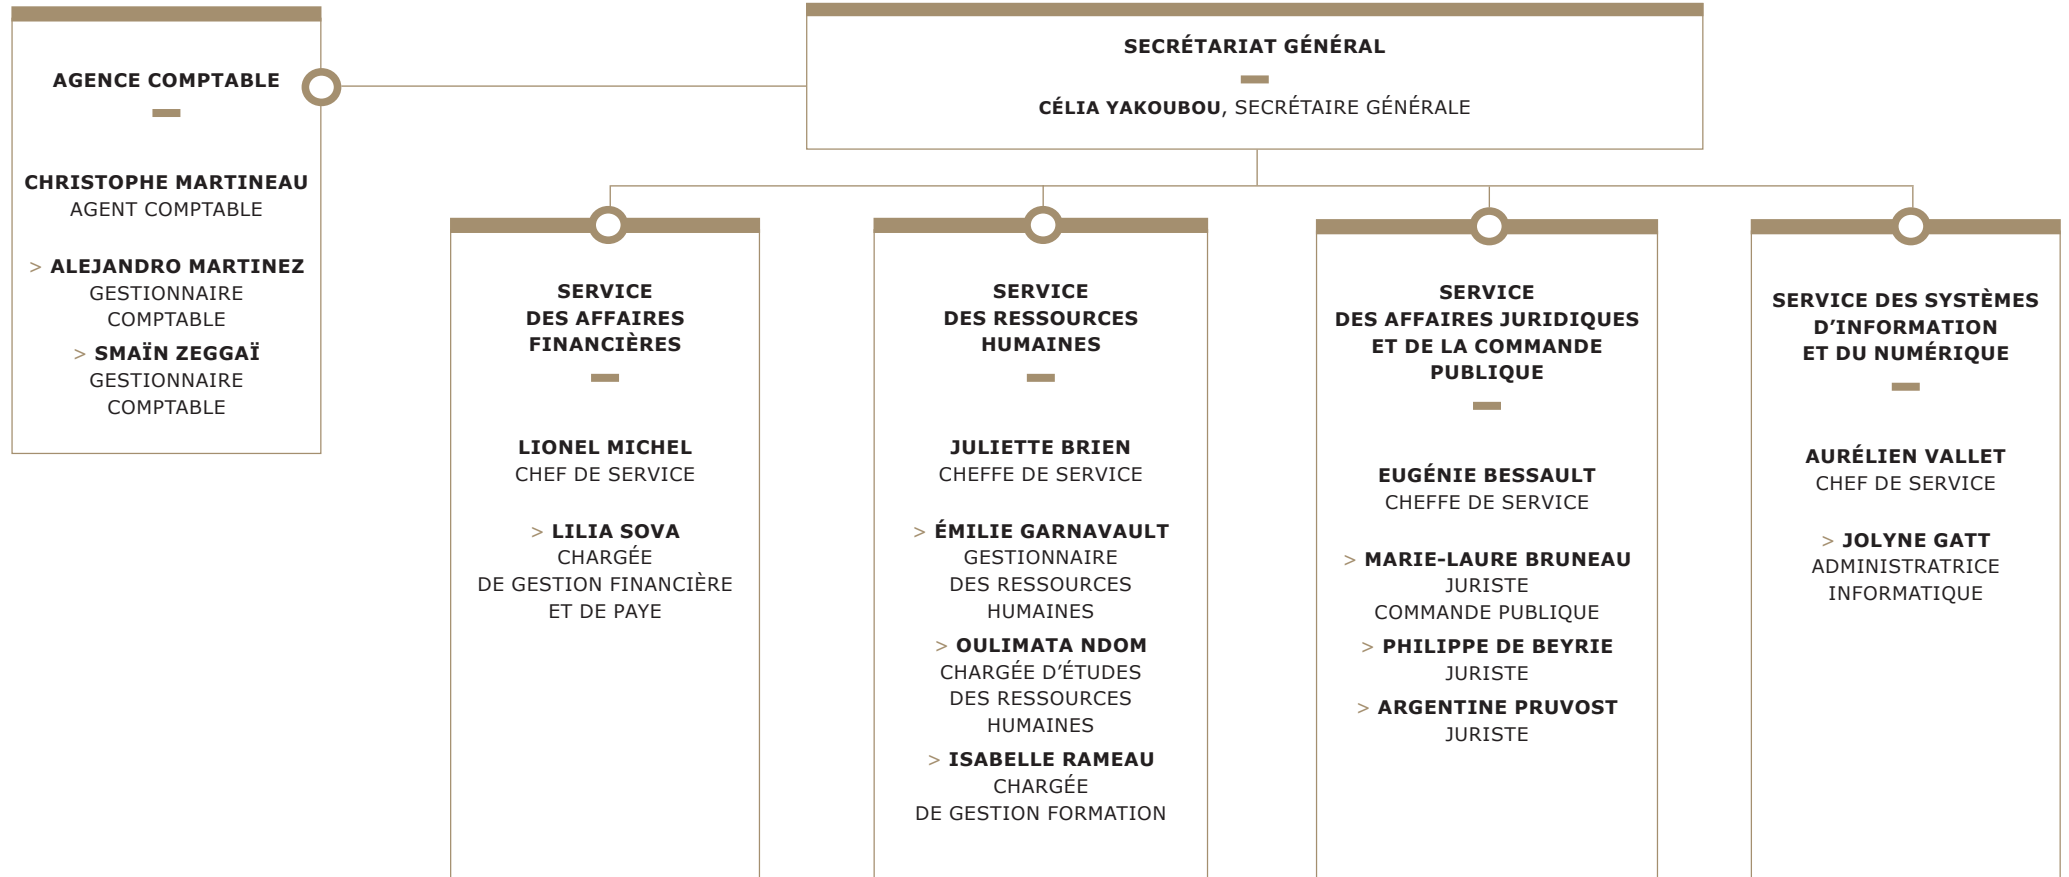 AGENCE COMPTABLE
CHRISTOPHE MARTINEAU
AGENT COMPTABLE
> ALEJANDRO MARTINEZ
GESTIONNAIRE
COMPTABLE
> SMAÏN ZEGGAÏ
GESTIONNAIRE
COMPTABLE
SECRÉTARIAT GÉNÉRAL
CÉLIA YAKOUBOU, SECRÉTAIRE GÉNÉRALE
SERVICE
DES AFFAIRES
FINANCIÈRES
LIONEL MICHEL
CHEF DE SERVICE
> LILIA SOVA
CHARGÉE
DE GESTION FINANCIÈRE
ET DE PAYE
SERVICE
DES RESSOURCES
HUMAINES
JULIETTE BRIEN
CHEFFE DE SERVICE
> ÉMILIE GARNAVAULT
GESTIONNAIRE
DES RESSOURCES
HUMAINES
> OULIMATA NDOM
CHARGÉE D’ÉTUDES
DES RESSOURCES
HUMAINES
> ISABELLE RAMEAU
CHARGÉE
DE GESTION FORMATION
SERVICE
DES AFFAIRES JURIDIQUES
ET DE LA COMMANDE
PUBLIQUE
EUGÉNIE BESSAULT
CHEFFE DE SERVICE
> MARIE-LAURE BRUNEAU
JURISTE
COMMANDE PUBLIQUE
> PHILIPPE DE BEYRIE
JURISTE
> ARGENTINE PRUVOST
JURISTE
SERVICE DES SYSTÈMES
D’INFORMATION
ET DU NUMÉRIQUE
AURÉLIEN VALLET
CHEF DE SERVICE
> JOLYNE GATT
ADMINISTRATRICE
INFORMATIQUE